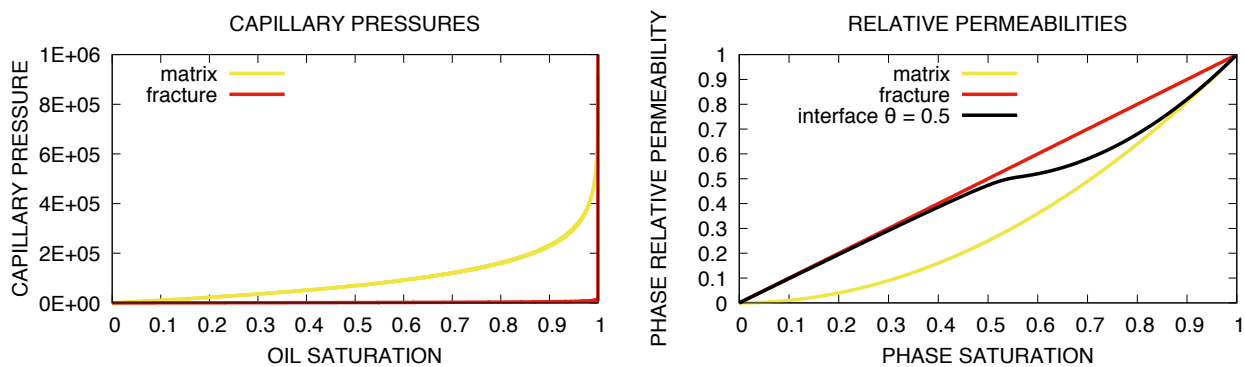 CAPILLARY PRESSURES
CAPILLARY PRESSURE
1E+06
8E+05
6E+05
4E+05
2E+05
0E+00
matrix
fracture
0 0.1 0.2 0.3 0.4 0.5 0.6 0.7 0.8 0.9 1
OIL SATURATION
RELATIVE PERMEABILITIES
PHASE RELATIVE PERMEABILITY
1
0.9
0.8
0.7
0.6
0.5
0.4
0.3
0.2
0.1
0
matrix
fracture
interface θ = 0.5
0 0.1 0.2 0.3 0.4 0.5 0.6 0.7 0.8 0.9 1
PHASE SATURATION